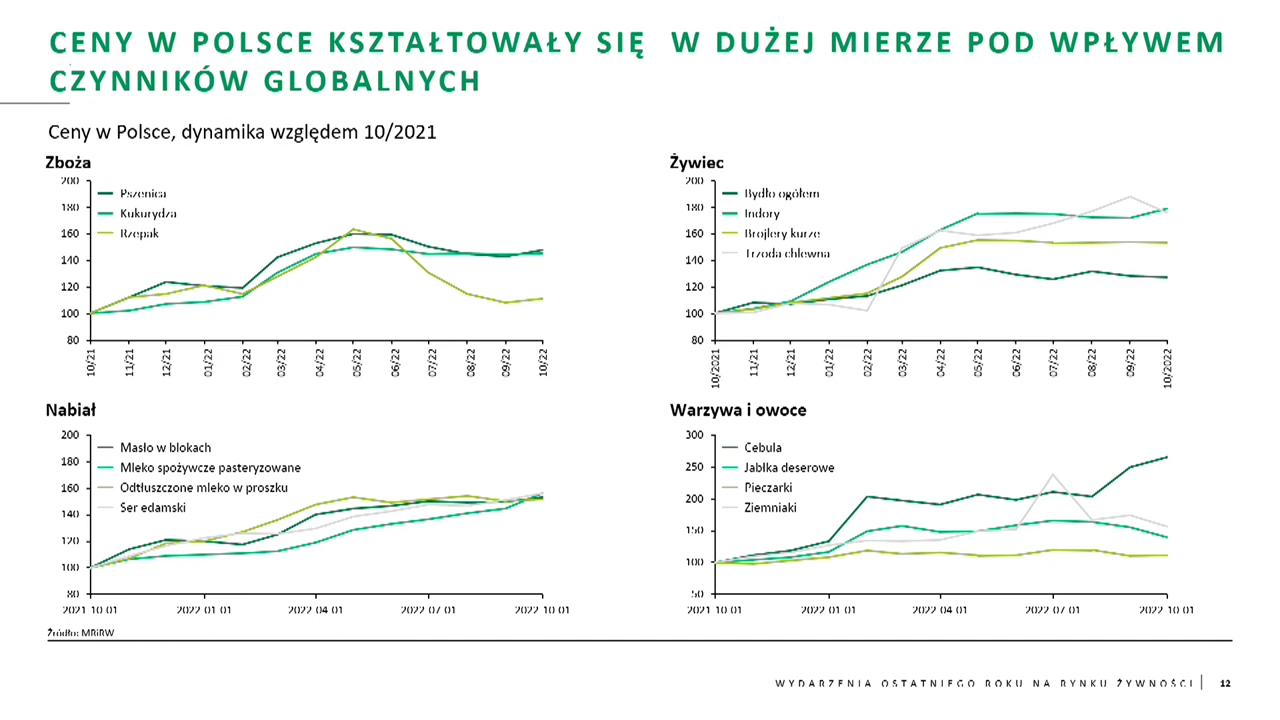 CENY W POLSCE KSZTAŁTOWAŁY SIĘ W DUŻEJ MIERZE POD WPŁYWEM
CZYNNIKÓW GLOBALNYCH
Ceny w Polsce, dynamika względem 10/2021
Zboża
200
180
160
140
120
100
80
Pszenica
Kukurydza
Rzepak
10/21
11/21
12/21
01/22
02/22
03/22
04/22
05/22
06/22
07/22
08/22
09/22
10/22
Żywiec
200
180
160
140
120
100
80
Bydło ogółem
Indory
Brojlery kurze
Trzoda chlewna
10/2021
11/21
12/21
01/22
02/22
03/22
04/22
05/22
06/22
07/22
08/22
09/22
10/2022
Nabiał
200
180
160
140
120
100
80
Masło w blokach
Mleko spożywcze pasteryzowane
Odtłuszczone mleko w proszku
Ser edamski
2021 10 01
2022 01 01
2022 04 01
2022 07 01
2022 10 01
Warzywa i owoce
300
250
200
150
100
50
Cebula
Jabłka deserowe
Pieczarki
Ziemniaki
2021 10 01
2022 01 01
2022 04 01
2022 07 01
2022 10 01
Źródło: MRiRW
WYDARZENIA OSTATNIEGO ROKU NA RYNKU ŻYWNOŚCI | 12